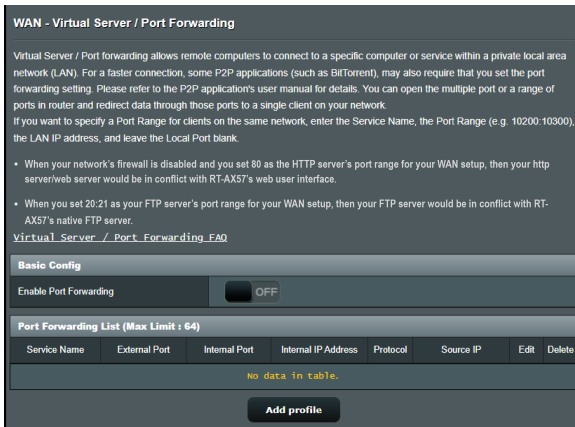 WAN - Virtual Server / Port Forwarding
Virtual Server / Port forwarding allows remote computers to connect to a specific computer or service within a private local area
network (LAN). For a faster connection, some P2P applications (such as BitTorrent), may also require that you set the port
forwarding setting. Please refer to the P2P application's user manual for details. You can open the multiple port or a range of
ports in router and redirect data through those ports to a single client on your network.
If you want to specify a Port Range for clients on the same network, enter the Service Name, the Port Range (e.g. 10200:10300),
the LAN IP address, and leave the Local Port blank.
• When your network's firewall is disabled and you set 80 as the HTTP server's port range for your WAN setup, then your http
server/web server would be in conflict with RT-AX57's web user interface.
• When you set 20:21 as your FTP server's port range for your WAN setup, then your FTP server would be in conflict with RT-
AX57's native FTP server.
Virtual Server / Port Forwarding FAQ
Basic Config
Enable Port Forwarding OFF
Port Forwarding List (Max Limit : 64)
Service Name External Port Internal Port Internal IP Address Protocol Source IP Edit Delete
No data in table.
Add profile